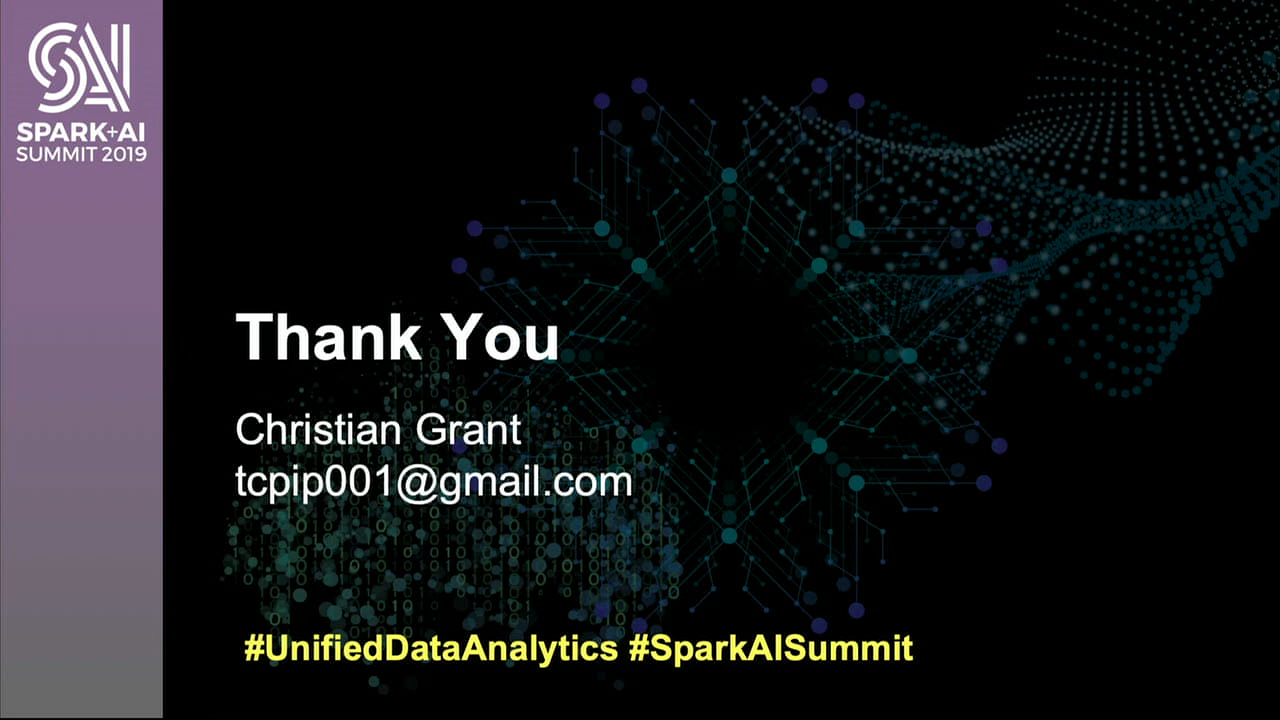 SPARK+AI
SUMMIT 2019
Thank You
Christian Grant
tcpip001@gmail.com
#UnifiedDataAnalytics #SparkAISummit